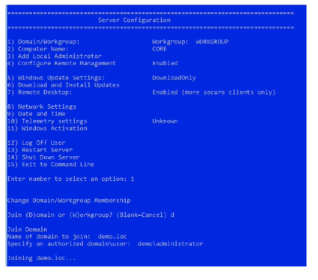 ===============================================================================
Server Configuration
===============================================================================
1) Domain/Workgroup: Workgroup: WORKGROUP
2) Computer Name: CORE
3) Add Local Administrator
4) Configure Remote Management Enabled
5) Windows Update Settings: DownloadOnly
6) Download and Install Updates
7) Remote Desktop: Enabled (more secure clients only)
8) Network Settings
9) Date and Time
10) Telemetry settings Unknown
11) Windows Activation
12) Log Off User
13) Restart Server
14) Shut Down Server
15) Exit to Command Line
Enter number to select an option: 1
Change Domain/Workgroup Membership
Join (D)omain or (W)orkgroup? (Blank=Cancel) d
Join Domain
Name of domain to join: demo.loc
Specify an authorized domain\user: demo\administrator
Joining demo.loc...